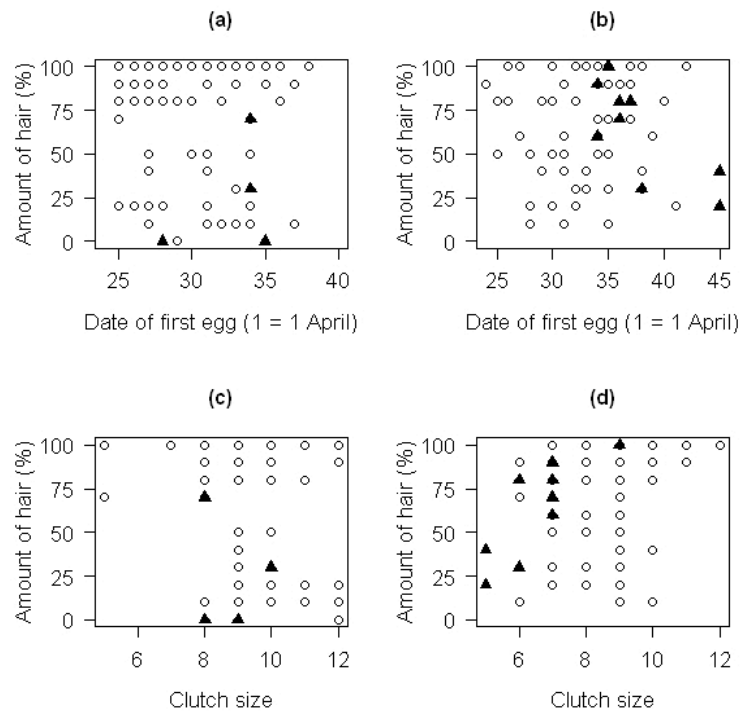 (a)
Amount of hair (%)
100
75
50
25
0
25 30 35 40
Date of first egg (1 = 1 April)
(b)
Amount of hair (%)
100
75
50
25
0
25 30 35 40 45
Date of first egg (1 = 1 April)
(c)
Amount of hair (%)
100
75
50
25
0
6 8 10 12
Clutch size
(d)
Amount of hair (%)
100
75
50
25
0
6 8 10 12
Clutch size